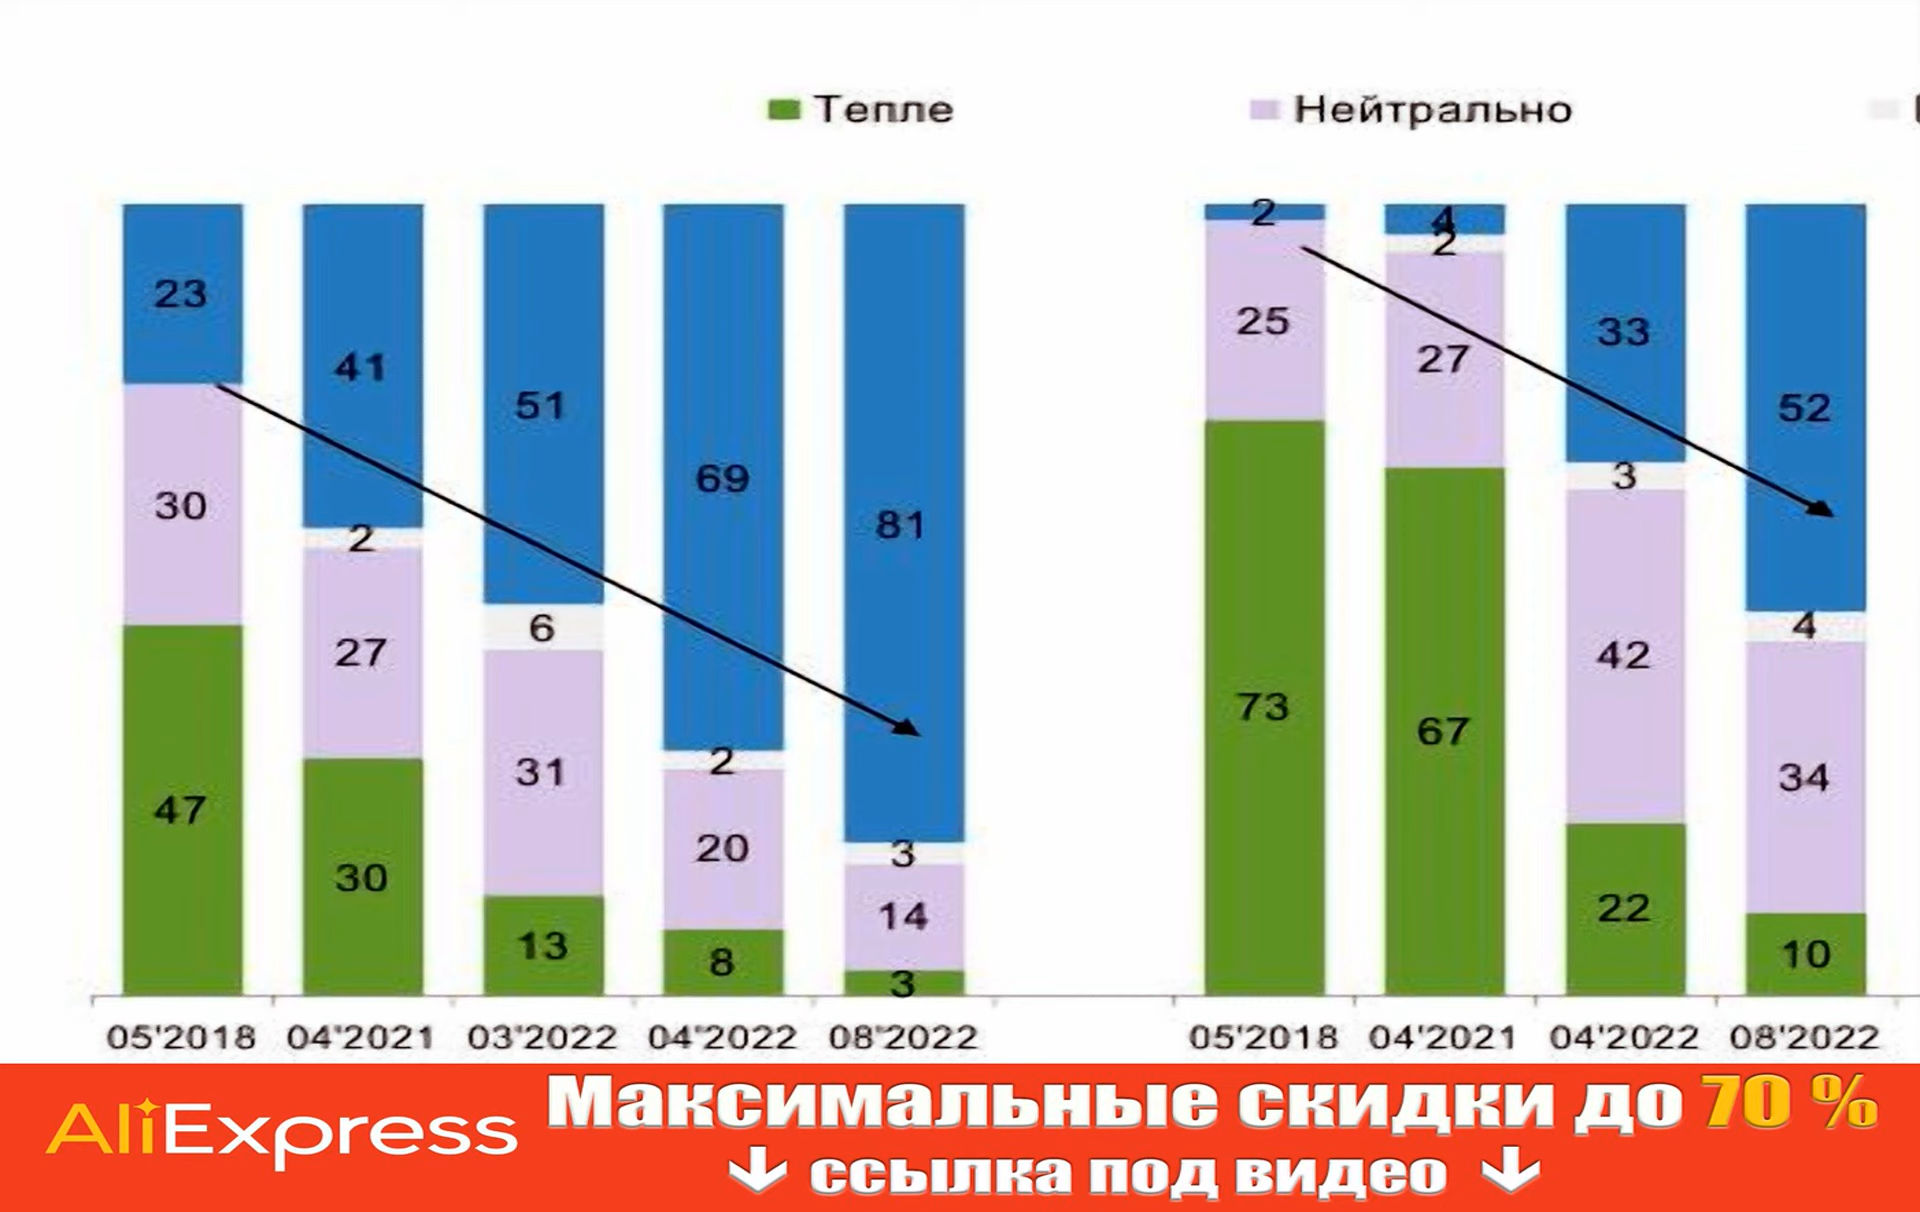 Тепле Нейтрально
23 41 51 69 81 2 4 33 52
2 6 2 3 2 3 4
30 27 31 20 14 25 27 42 34
47 30 13 8 3 73 67 22 10
05'2018 04'2021 03'2022 04'2022 08'2022 05'2018 04'2021 04'2022 08'2022
AliExpress
Максимальные скидки до 70 %
↓ ссылка под видео ↓